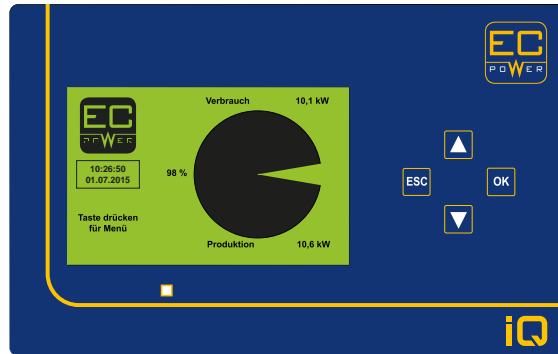 EC
POWER
EC
POWER
Verbrauch 10,1 kW
10:26:50
01.07.2015
98 %
Taste drücken
für Menü
Produktion 10,6 kW
ESC
OK
iQ